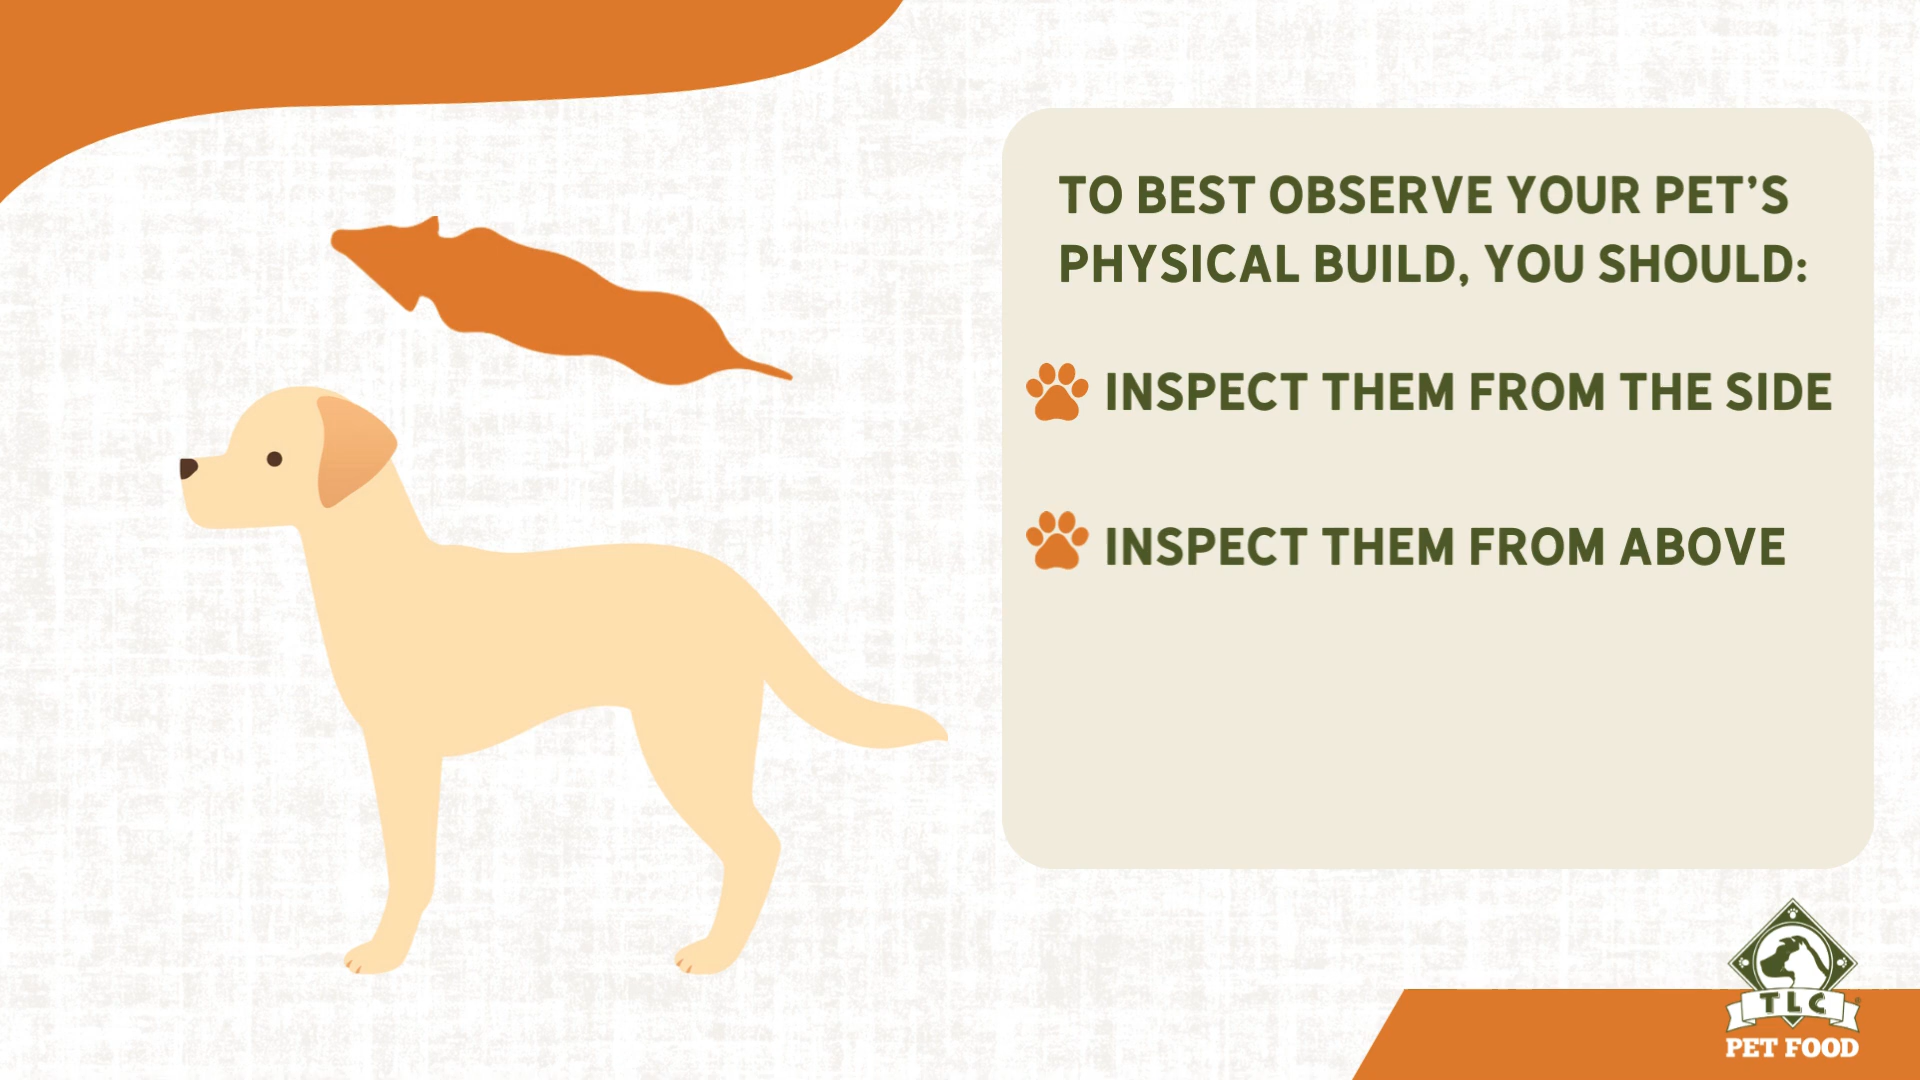 TO BEST OBSERVE YOUR PET’S
PHYSICAL BUILD, YOU SHOULD:
INSPECT THEM FROM THE SIDE
INSPECT THEM FROM ABOVE
TLC®
PET FOOD